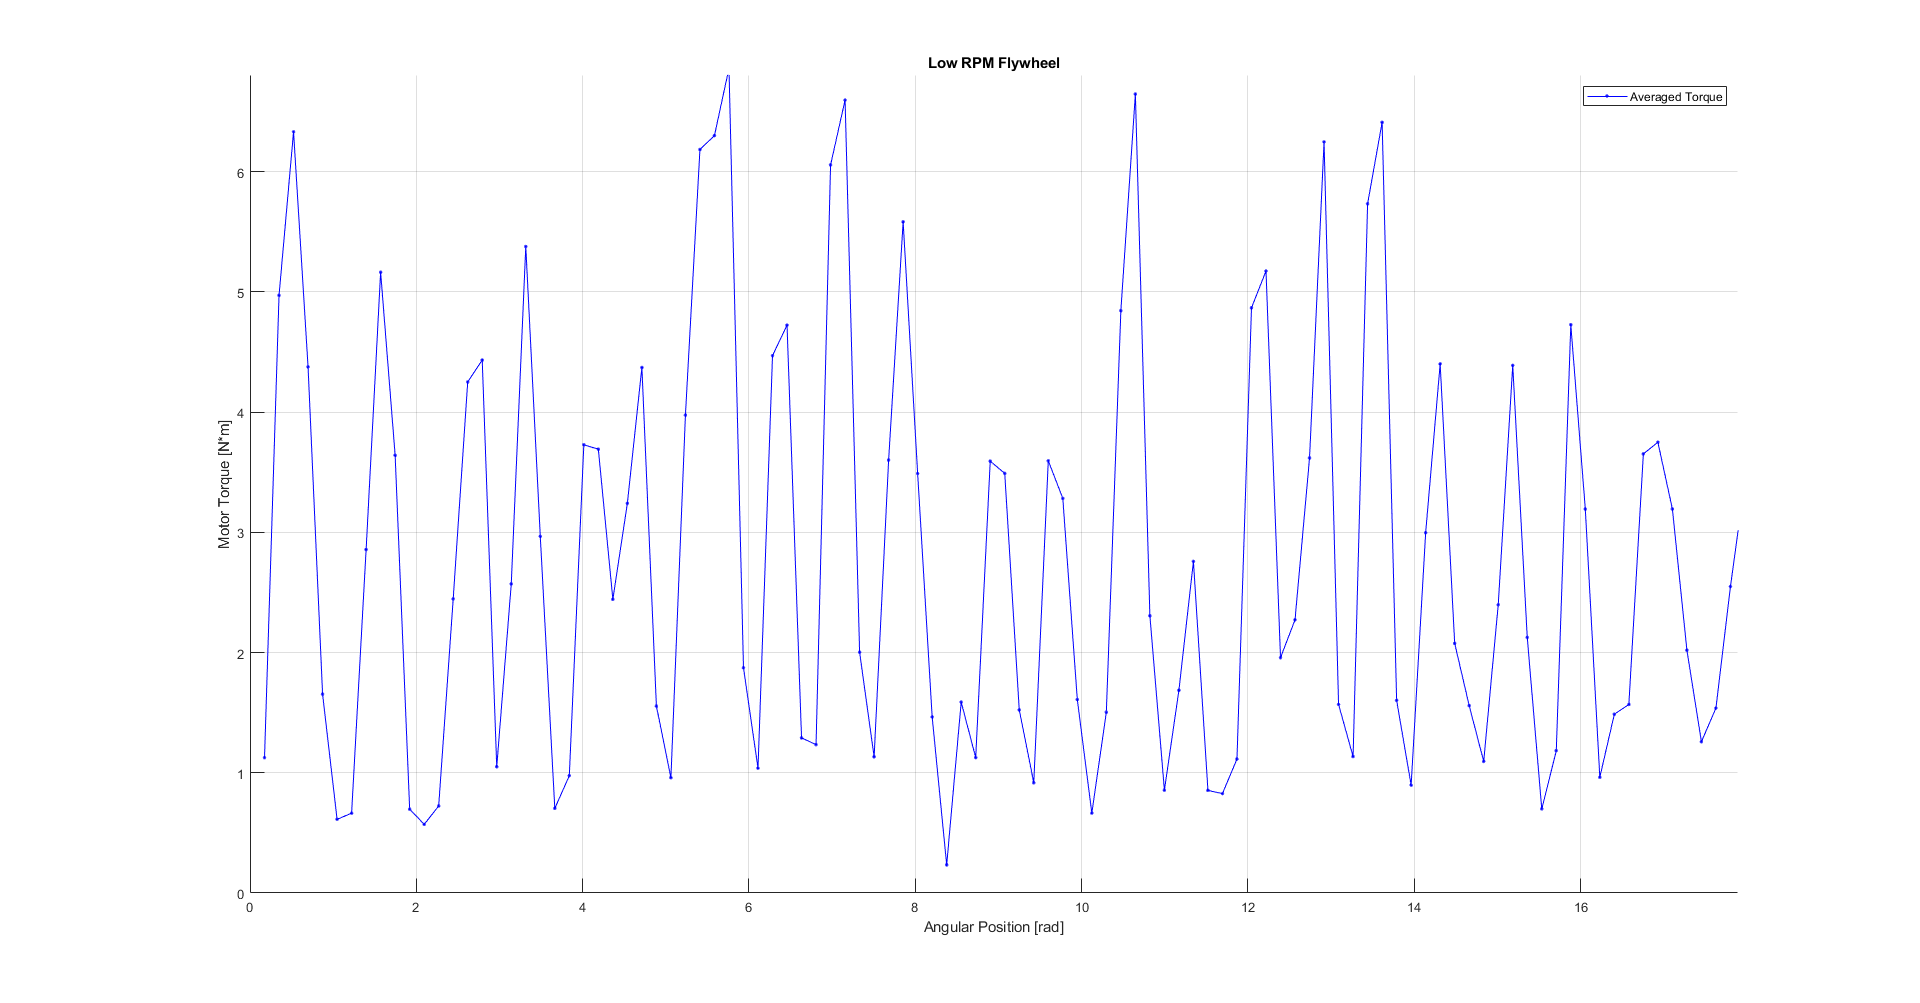 Low RPM Flywheel
Averaged Torque
Motor Torque [N*m]
6
5
4
3
2
1
0
0 2 4 6 8 10 12 14 16
Angular Position [rad]